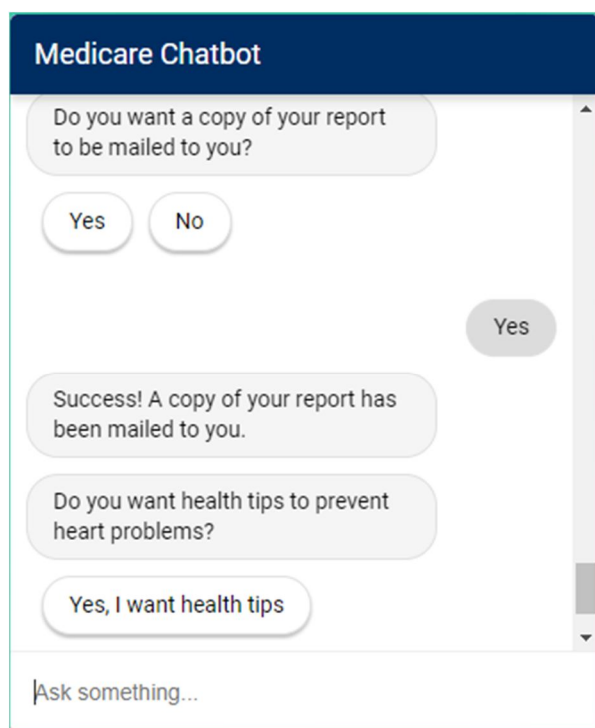 Medicare Chatbot
Do you want a copy of your report
to be mailed to you?
Yes No
Yes
Success! A copy of your report has
been mailed to you.
Do you want health tips to prevent
heart problems?
Yes, I want health tips
Ask something...